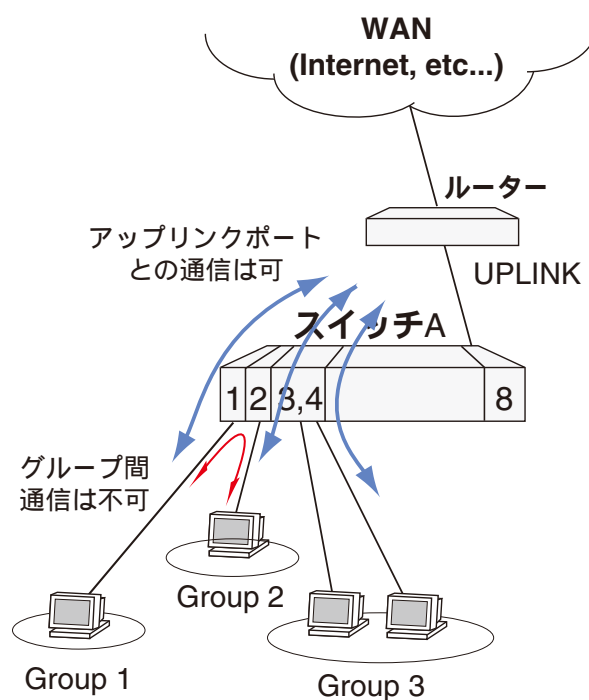 WAN
(Internet, etc...)
ルーター
アップリンクポート
との通信は可
UPLINK
スイッチA
1 2 3,4 8
グループ間
通信は不可
Group 2
Group 1
Group 3